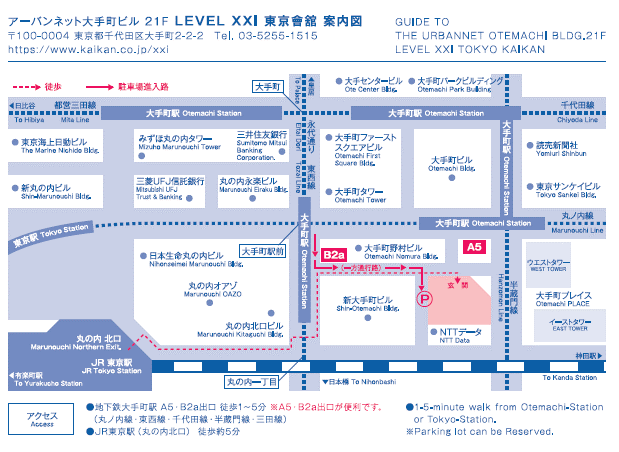 アーバンネット大手町ビル 21F LEVEL XXI 東京會舘 案内図
〒100-0004 東京都千代田区大手町2-2-2 Tel. 03-5255-1515
https://www.kaikan.co.jp/xxi
GUIDE TO
THE URBANNET OTEMACHI BLDG.21F
LEVEL XXI TOKYO KAIKAN
徒歩 駐車場進入路
大手町
皇居
To Palace
大手センタービル
Ote Center Bldg.
大手町パークビルディング
Otemachi Park Building
日比谷
To Hibiya
都営三田線
Mita Line
大手町駅 Otemachi Station
大手町駅 Otemachi Station
千代田線
Chiyoda Line
東京海上日動ビル
The Marine Nichido Bldg.
みずほ丸の内タワー
Mizuho Marunouchi Tower
三井住友銀行
Sumitomo Mitsui
Banking
Corporation.
永代通り
Eitai Dori
東西線
Tozai Line
大手町ファースト
スクエアビル
Otemachi First
Square Bldg.
大手町ビル
Otemachi Bldg.
大手町駅 Otemachi Station
読売新聞社
Yomiuri Shinbun
新丸の内ビル
Shin-Marunouchi Bldg.
三菱UFJ信託銀行
Mitsubishi UFJ
Trust & Banking
丸の内永楽ビル
Marunouchi Eiraku Bldg.
大手町タワー
Otemachi Tower
東京サンケイビル
Tokyo Sankei Bldg.
丸ノ内線
Marunouchi Line
東京駅 Tokyo Station
大手町駅 Otemachi Station
大手町駅 Otemachi Station
大手町駅前
日本生命丸の内ビル
Nihonseimei Marunouchi Bldg.
B2a
大手町野村ビル
Otemachi Nomura Bldg.
A5
(一方通行路)
玄関
P
丸の内オアゾ
Marunouchi OAZO
新大手町ビル
Shin-Otemachi Bldg.
半蔵門線
Hanzomon Line
ウエストタワー
WEST TOWER
大手町プレイス
Otemachi PLACE
イーストタワー
EAST TOWER
丸の内北口ビル
Marunouchi Kitaguchi Bldg.
NTTデータ
NTT Data
丸の内 北口
Marunouchi Northern Exit.
JR 東京駅
JR Tokyo Station
有楽町駅
To Yurakucho Station
丸の内一丁目
日本橋 To Nihonbashi
神田駅
To Kanda Station
アクセス
Access
●地下鉄大手町駅 A5・B2a出口 徒歩1〜5分 ※A5・B2a出口が便利です。
(丸ノ内線・東西線・千代田線・半蔵門線・三田線)
●JR東京駅(丸の内北口) 徒歩約5分
●1-5-minute walk from Otemachi-Station
or Tokyo-Station.
※Parking lot can be Reserved.